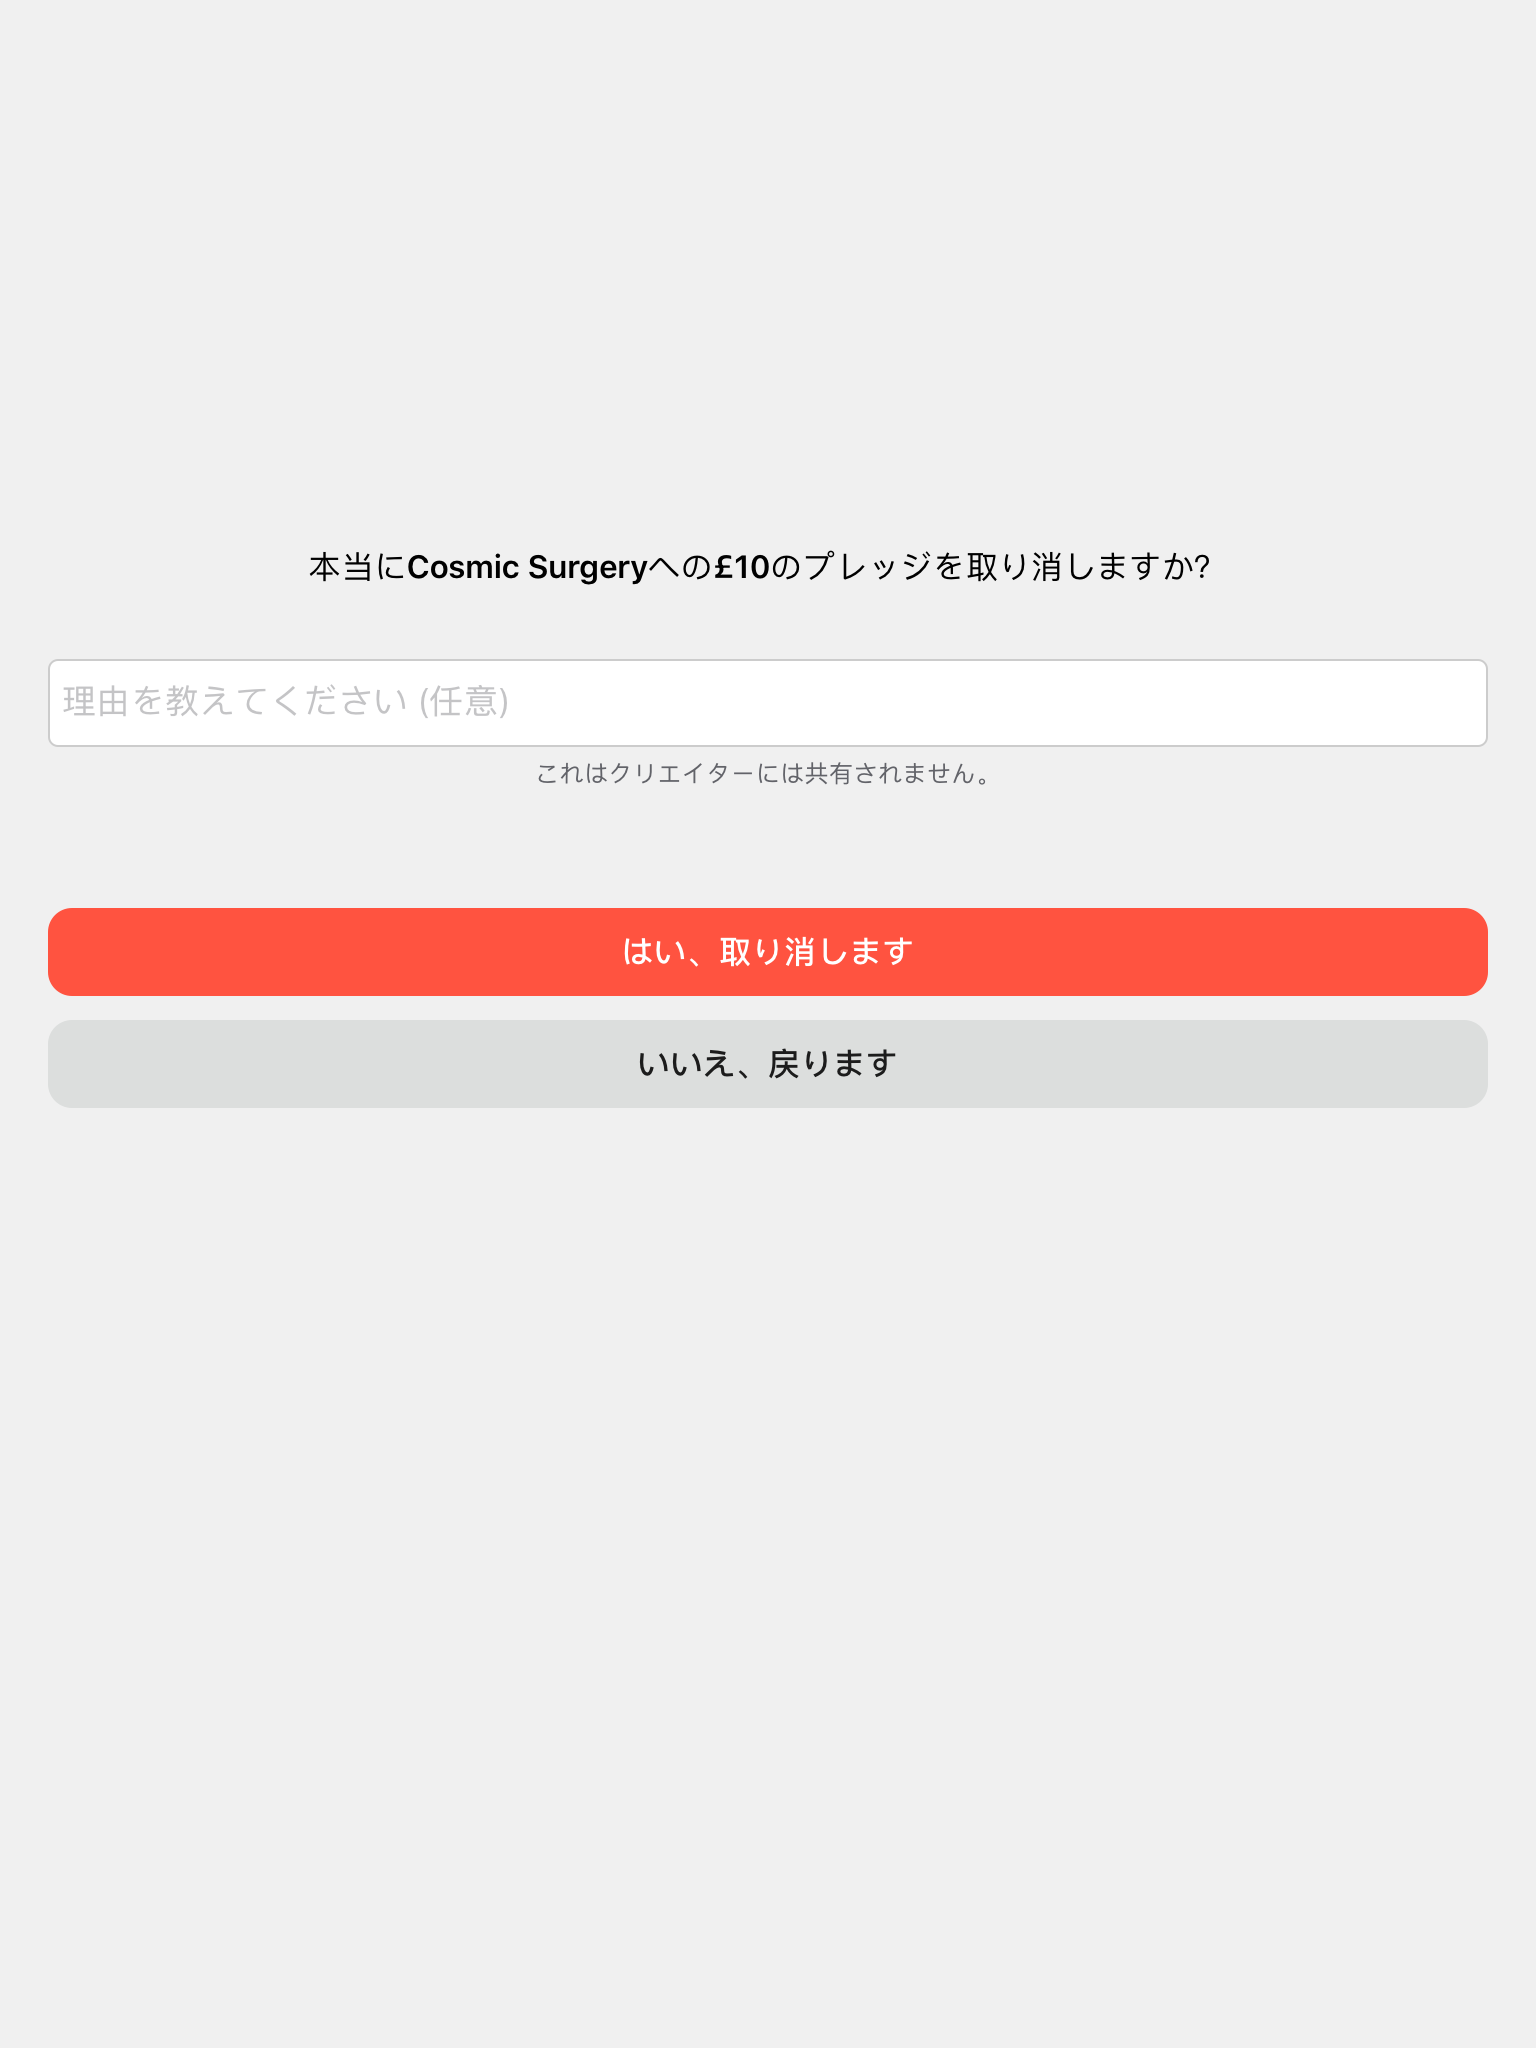 本当にCosmic Surgeryへの£10のプレッジを取り消しますか?
理由を教えてください (任意)
これはクリエイターには共有されません。
はい、取り消します
いいえ、戻ります